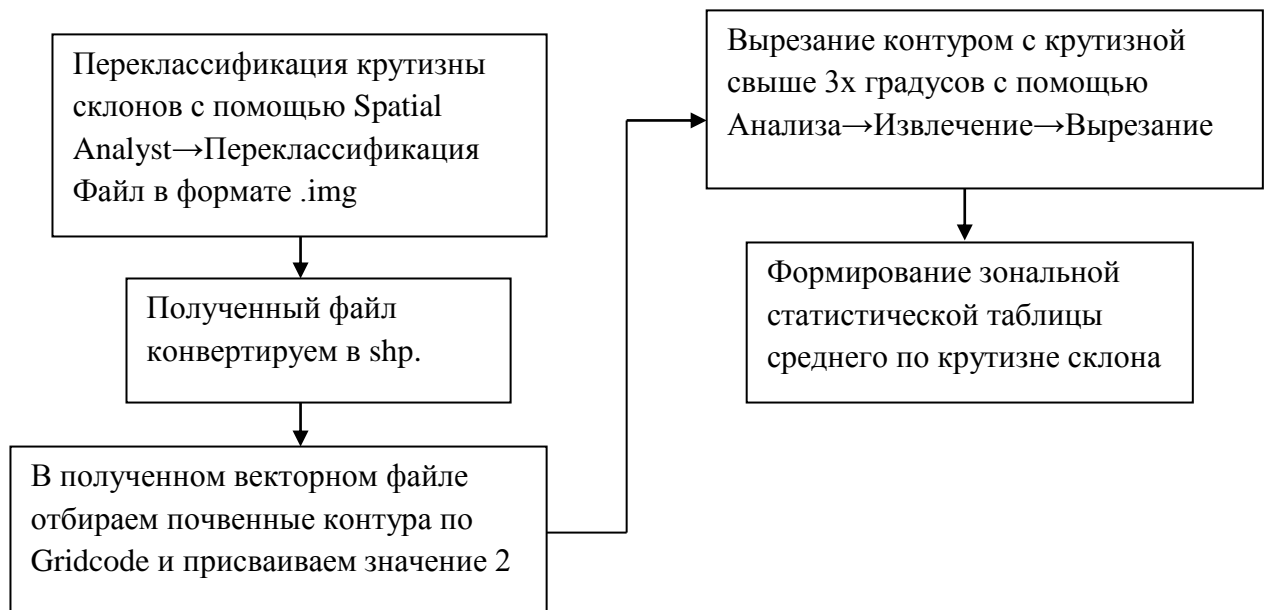 Переклассификация крутизны
склонов с помощью Spatial
Analyst→Переклассификация
Файл в формате .img
Полученный файл
конвертируем в shp.
В полученном векторном файле
отбираем почвенные контура по
Gridcode и присваиваем значение 2
Вырезание контуром с крутизной
свыше 3х градусов с помощью
Анализа→Извлечение→Вырезание
Формирование зональной
статистической таблицы
среднего по крутизне склона